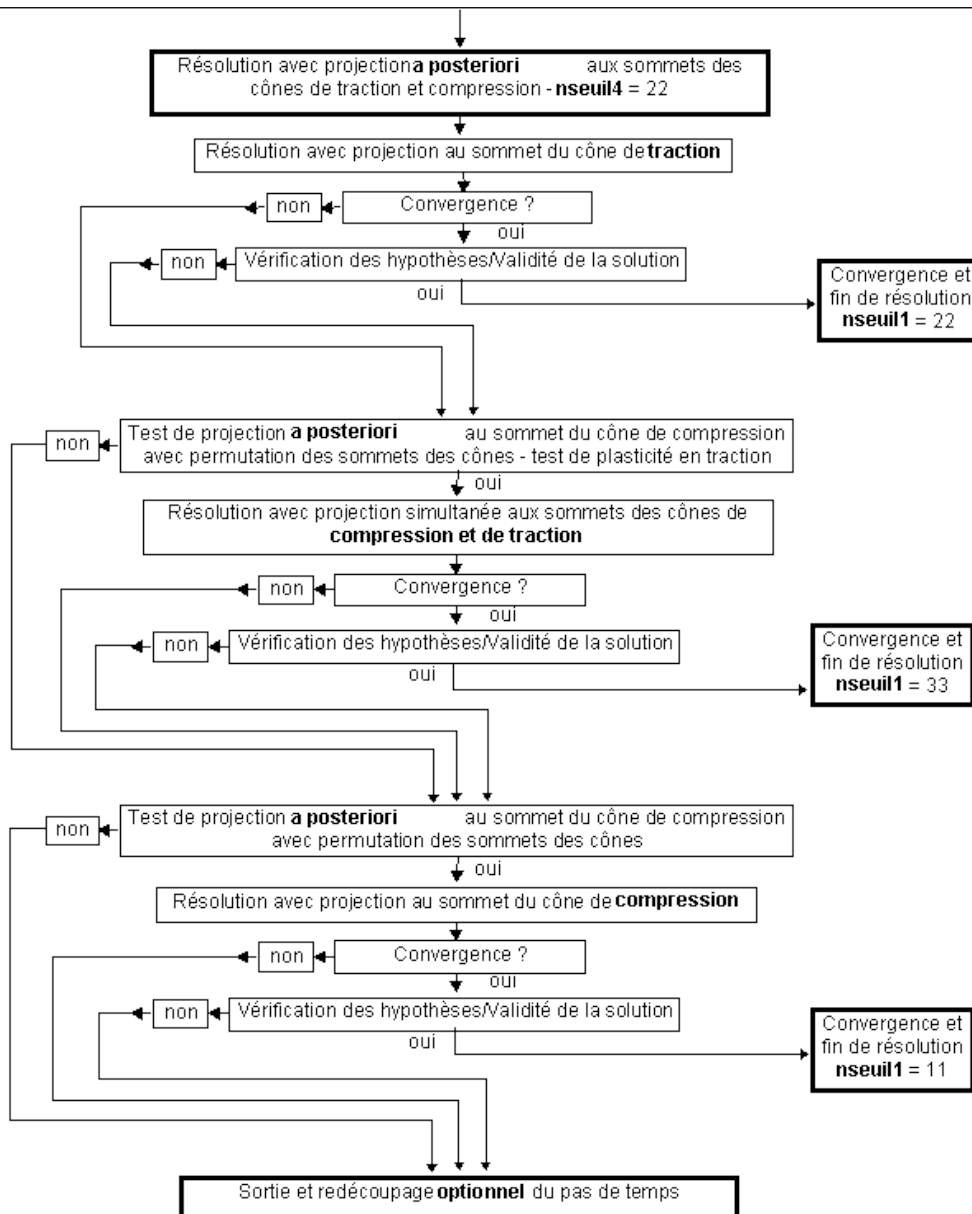 Résolution avec projection a posteriori aux sommets des
cônes de traction et compression - nseuil4 = 22
Résolution avec projection au sommet du cône de traction
non
Convergence ?
oui
non
Vérification des hypothèses/Validité de la solution
oui
Convergence et
fin de résolution
nseuil1 = 22
non
Test de projection a posteriori au sommet du cône de compression
avec permutation des sommets des cônes - test de plasticité en traction
oui
Résolution avec projection simultanée aux sommets des cônes de
compression et de traction
non
Convergence ?
oui
non
Vérification des hypothèses/Validité de la solution
oui
Convergence et
fin de résolution
nseuil1 = 33
non
Test de projection a posteriori au sommet du cône de compression
avec permutation des sommets des cônes
oui
Résolution avec projection au sommet du cône de compression
non
Convergence ?
oui
non
Vérification des hypothèses/Validité de la solution
oui
Convergence et
fin de résolution
nseuil1 = 11
Sortie et redécoupage optionnel du pas de temps